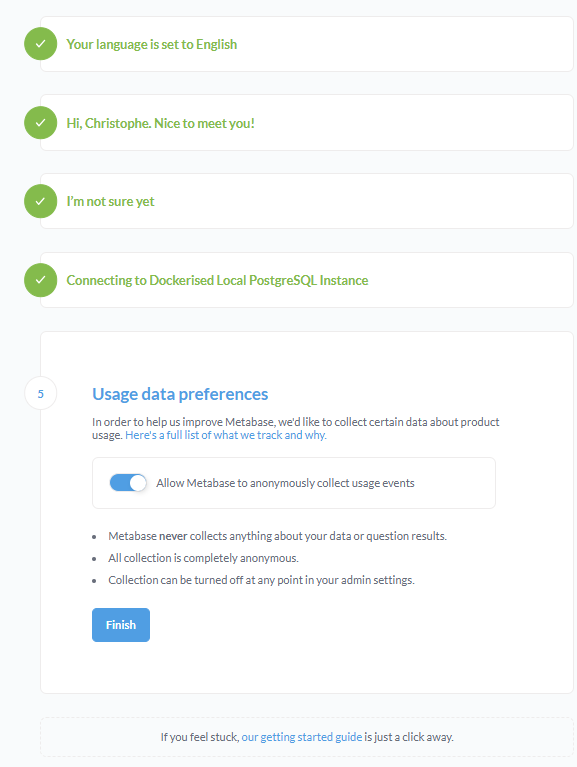 Your language is set to English
Hi, Christophe. Nice to meet you!
I'm not sure yet
Connecting to Dockerised Local PostgreSQL Instance
5
Usage data preferences
In order to help us improve Metabase, we'd like to collect certain data about product
usage. Here's a full list of what we track and why.
Allow Metabase to anonymously collect usage events
• Metabase never collects anything about your data or question results.
• All collection is completely anonymous.
• Collection can be turned off at any point in your admin settings.
Finish
If you feel stuck, our getting started guide is just a click away.